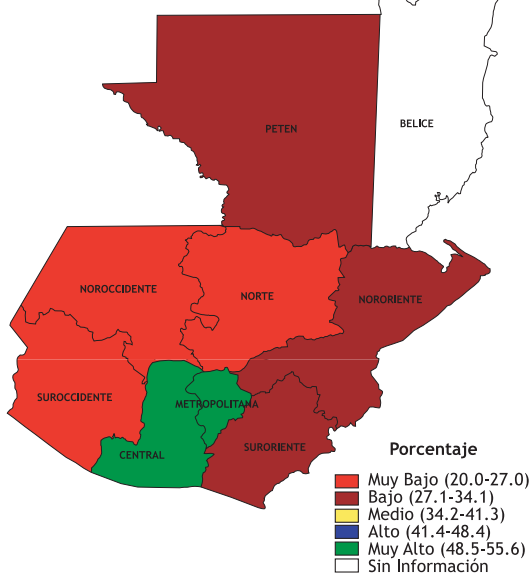 PETEN
BELICE
NOROCCIDENTE
NORTE
NORORIENTE
SUROCCIDENTE
METROPOLITANA
CENTRAL
SURORIENTE
Porcentaje
Muy Bajo (20.0-27.0)
Bajo (27.1-34.1)
Medio (34.2-41.3)
Alto (41.4-48.4)
Muy Alto (48.5-55.6)
Sin Información